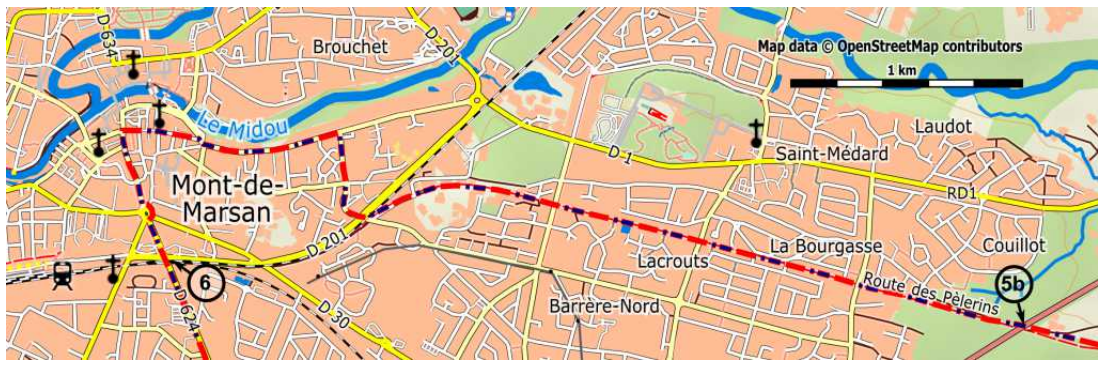 D 634
Brouchet
D 201
Map data © OpenStreetMap contributors
1 km
Le Midou
Laudot
D 1
Saint-Médard
Mont-de-
Marsan
RD1
D 201
La Bourgasse
Couillot
Lacrouts
6
Route des Pèlerins
5b
D 624
D 30
Barrère-Nord